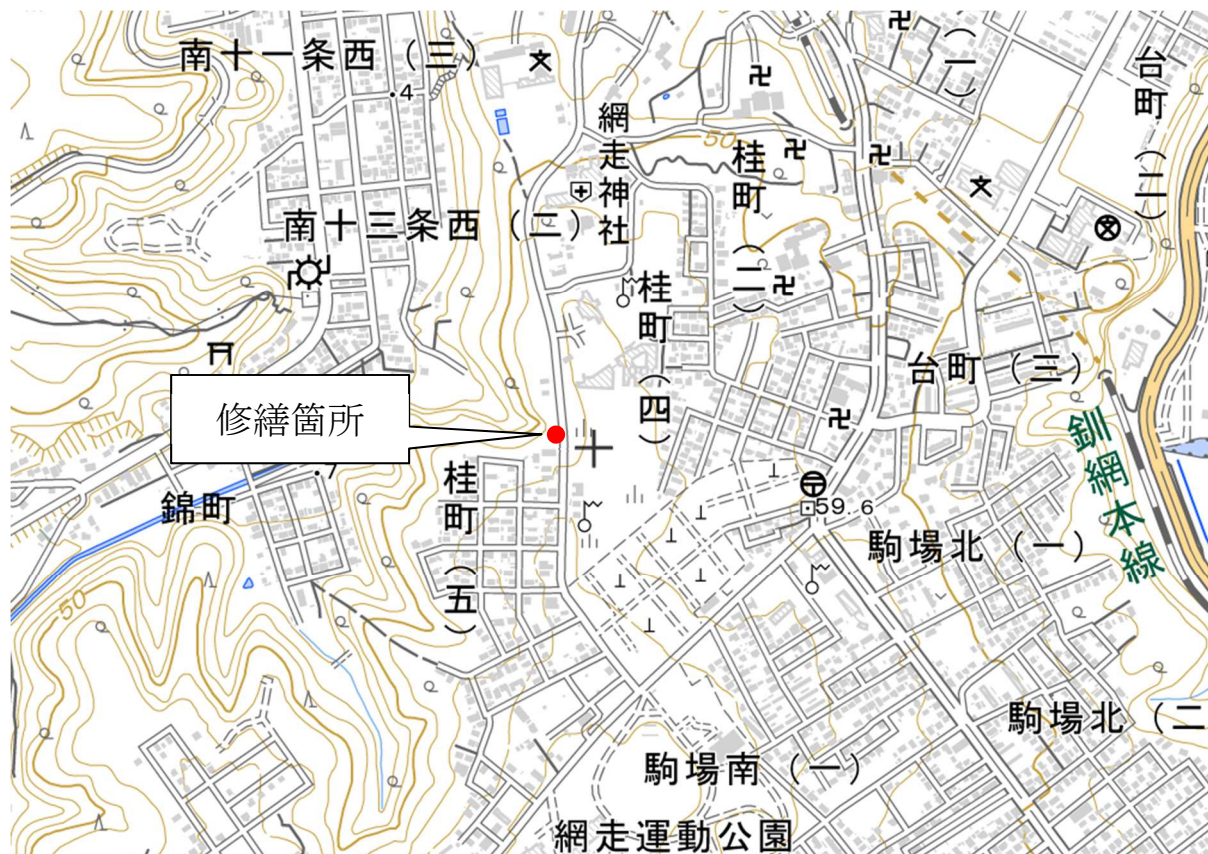 南十一条西（三）
4
網走神社
50
桂町（二）
（一）
台町（二）
南十三条西（二）
桂町（四）
台町（三）
修繕箇所
釧網本線
錦町
7
桂町（五）
59.6
駒場北（一）
50
駒場北（二
駒場南（一）
網走運動公園